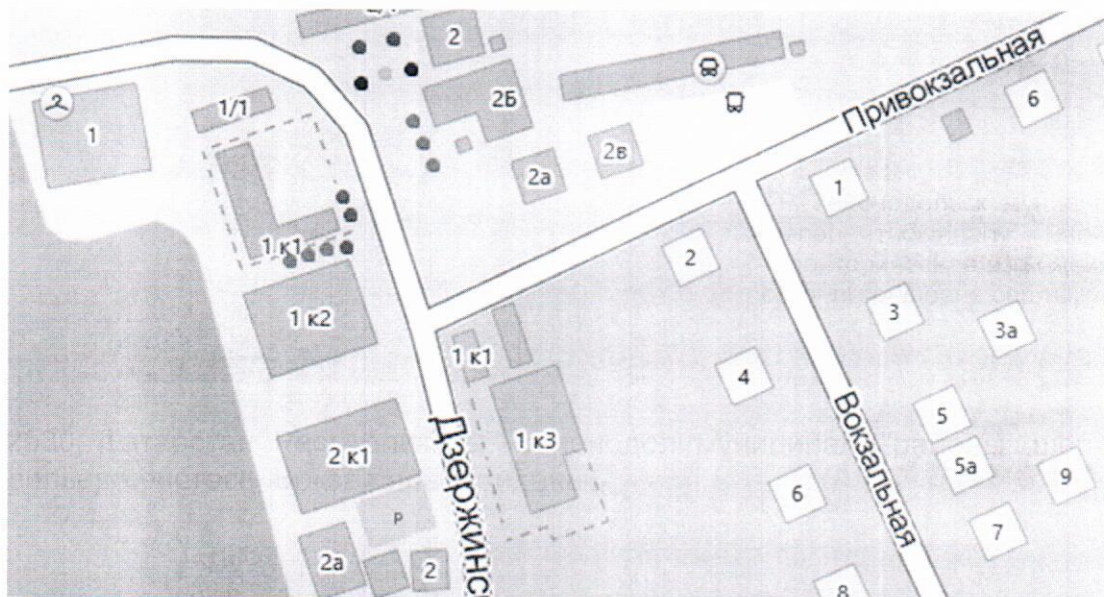 2
2Б
1
1/1
Привокзальная
6
2а
2в
1
1 к1
2
1 к2
3
3а
1 к1
4
Дзержинс
1 к3
Вокзальная
5
2 к1
5а
9
6
P
7
2а
2
8